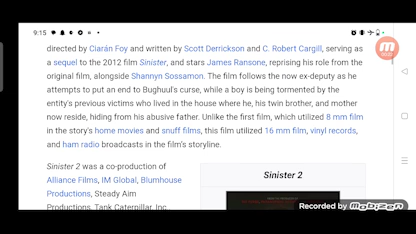 9:15
directed by Ciarán Foy and written by Scott Derrickson and C. Robert Cargill, serving as
a sequel to the 2012 film Sinister, and stars James Ransone, reprising his role from the
original film, alongside Shannyn Sossamon. The film follows the now ex-deputy as he
attempts to put an end to Bughuul's curse, while a boy is being tormented by the
entity's previous victims who lived in the house where he, his twin brother, and mother
now reside, hiding from his abusive father. Unlike the first film, which utilized 8 mm film
in the story's home movies and snuff films, this film utilized 16 mm film, vinyl records,
and ham radio broadcasts in the film's storyline.
Sinister 2 was a co-production of
Alliance Films, IM Global, Blumhouse
Productions, Steady Aim
Productions, Tank Caterpillar, Inc.
Sinister 2
Recorded by Mobizen